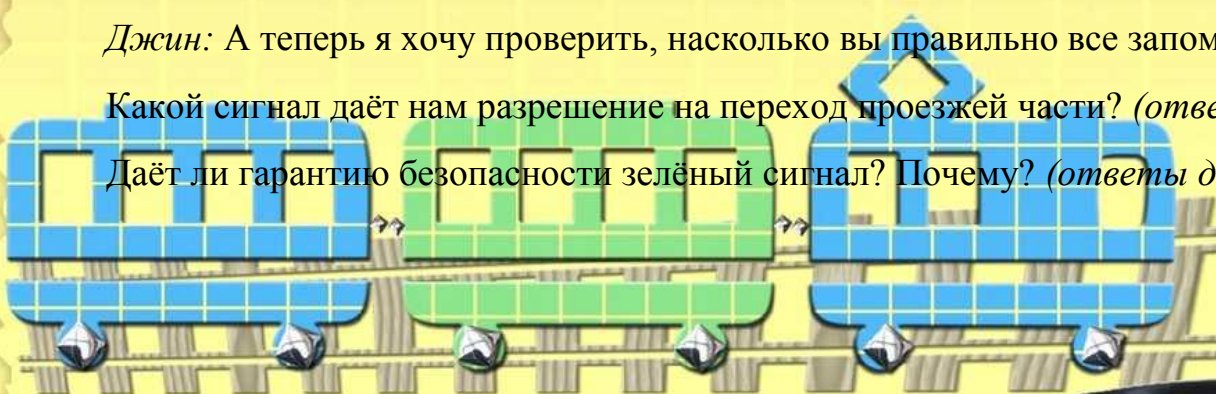 Джин: А теперь я хочу проверить, насколько вы правильно все запом
Какой сигнал даёт нам разрешение на переход проезжей части? (отве
Даёт ли гарантию безопасности зелёный сигнал? Почему? (ответы д